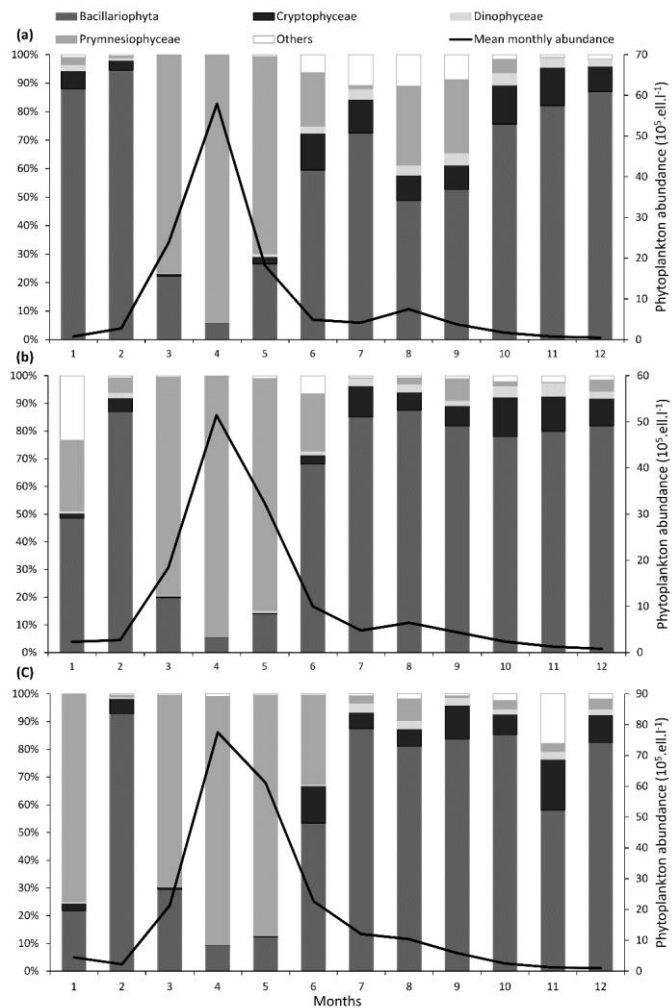 Bacillariophyta Cryptophyceae Dinophyceae
Prymnesiophyceae Others Mean monthly abundance
(a)
100% 70
90% 60
80% 50
70%
60% 40
50%
40% 30
30% 20
20%
10% 10
0% 0
1 2 3 4 5 6 7 8 9 10 11 12
Phytoplankton abundance (10⁵.ell.l⁻¹)
(b)
100% 60
90%
80% 50
70%
60% 40
50% 30
40%
30% 20
20%
10% 10
0% 0
1 2 3 4 5 6 7 8 9 10 11 12
Phytoplankton abundance (10⁵.ell.l⁻¹)
(C)
100% 90
90% 80
80% 70
70% 60
60% 50
50%
40% 40
30% 30
20% 20
10% 10
0% 0
1 2 3 4 5 6 7 8 9 10 11 12
Months
Phytoplankton abundance (10⁵.ell.l⁻¹)